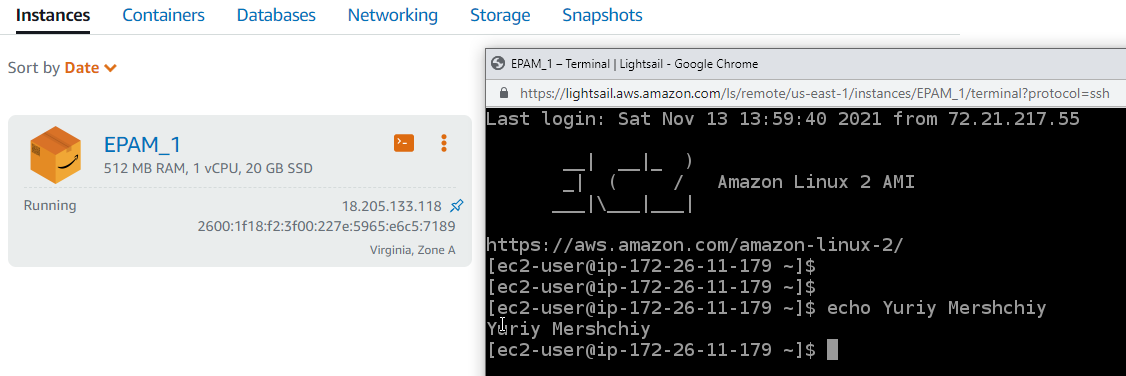 Instances Containers Databases Networking Storage Snapshots
Sort by Date
EPAM_1
512 MB RAM, 1 vCPU, 20 GB SSD
Running
18.205.133.118
2600:1f18:f2:3f00:227e:5965:e6c5:7189
Virginia, Zone A
EPAM_1 – Terminal | Lightsail - Google Chrome
https://lightsail.aws.amazon.com/ls/remote/us-east-1/instances/EPAM_1/terminal?protocol=ssh
Last login: Sat Nov 13 13:59:40 2021 from 72.21.217.55
__|  __|_  )
_|  (     /   Amazon Linux 2 AMI
___|\___|___|
https://aws.amazon.com/amazon-linux-2/
[ec2-user@ip-172-26-11-179 ~]$
[ec2-user@ip-172-26-11-179 ~]$
[ec2-user@ip-172-26-11-179 ~]$ echo Yuriy Mershchiy
Yuriy Mershchiy
[ec2-user@ip-172-26-11-179 ~]$